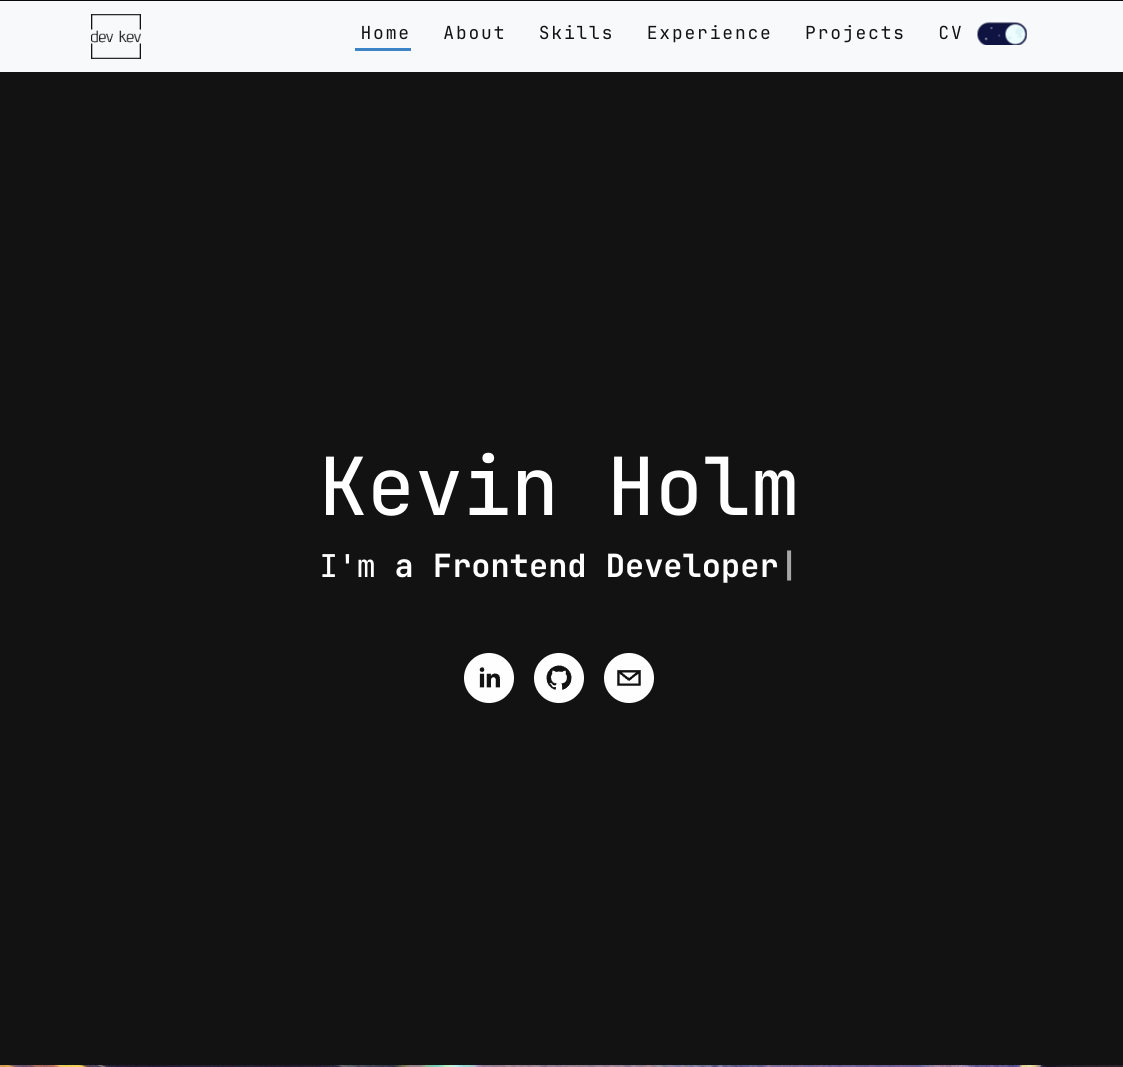 dev kev
Home About Skills Experience Projects CV
Kevin Holm
I'm a Frontend Developer|
in